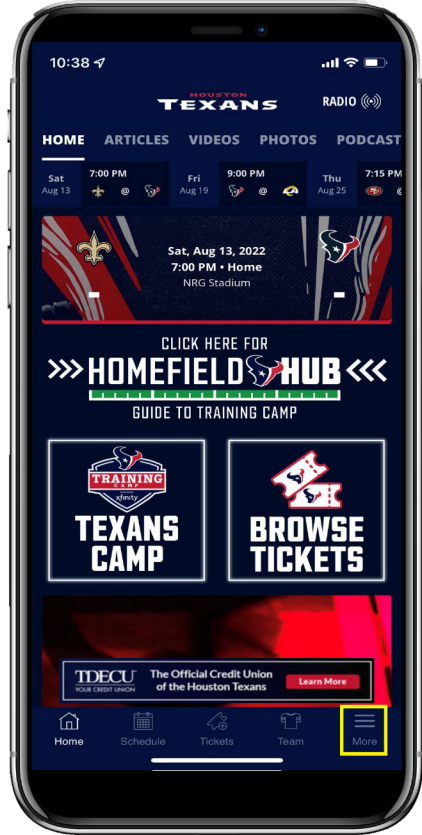 10:38
HOUSTON
TEXANS
RADIO
HOME ARTICLES VIDEOS PHOTOS PODCAST
Sat
Aug 13
7:00 PM
@
Fri
Aug 19
9:00 PM
@
Thu
Aug 25
7:15 PM
Sat, Aug 13, 2022
7:00 PM • Home
NRG Stadium
CLICK HERE FOR
>>> HOMEFIELD HUB <<<
GUIDE TO TRAINING CAMP
TRAINING
CAMP
xfinity
TEXANS
CAMP
BROWSE
TICKETS
TDECU
YOUR CREDIT UNION
The Official Credit Union
of the Houston Texans
Learn More
Home Schedule Tickets Team More